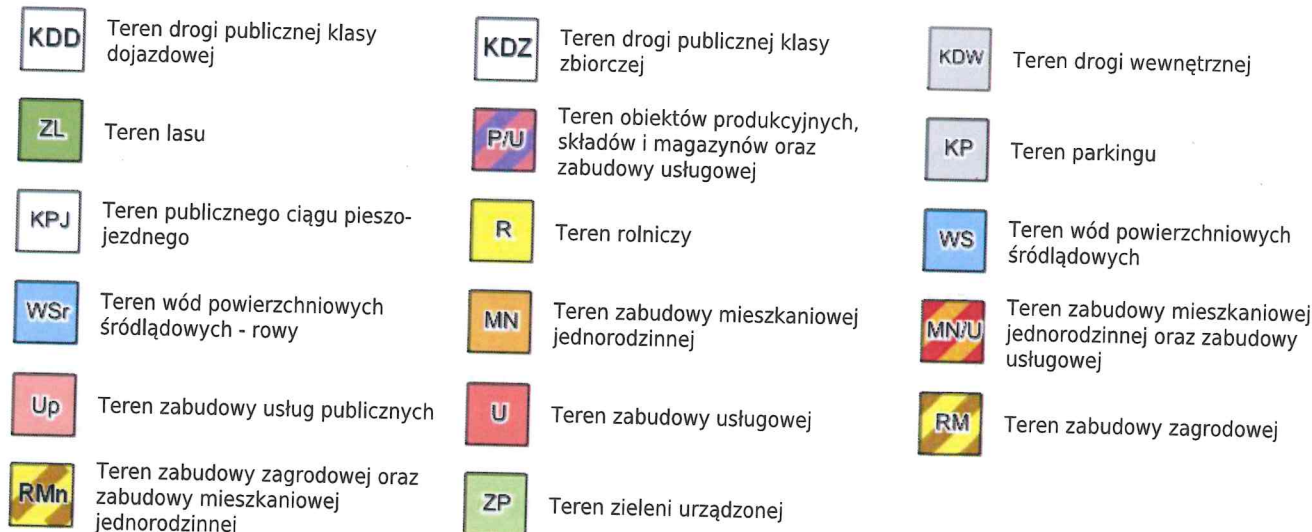 KDD
Teren drogi publicznej klasy
dojazdowej
KDZ
Teren drogi publicznej klasy
zbiorczej
KDW
Teren drogi wewnętrznej
ZL
Teren lasu
P/U
Teren obiektów produkcyjnych,
składów i magazynów oraz
zabudowy usługowej
KP
Teren parkingu
KPJ
Teren publicznego ciągu pieszo-
jezdnego
R
Teren rolniczy
WS
Teren wód powierzchniowych
śródlądowych
WSr
Teren wód powierzchniowych
śródlądowych - rowy
MN
Teren zabudowy mieszkaniowej
jednorodzinnej
MN/U
Teren zabudowy mieszkaniowej
jednorodzinnej oraz zabudowy
usługowej
Up
Teren zabudowy usług publicznych
U
Teren zabudowy usługowej
RM
Teren zabudowy zagrodowej
RMn
Teren zabudowy zagrodowej oraz
zabudowy mieszkaniowej
jednorodzinnej
ZP
Teren zieleni urządzonej